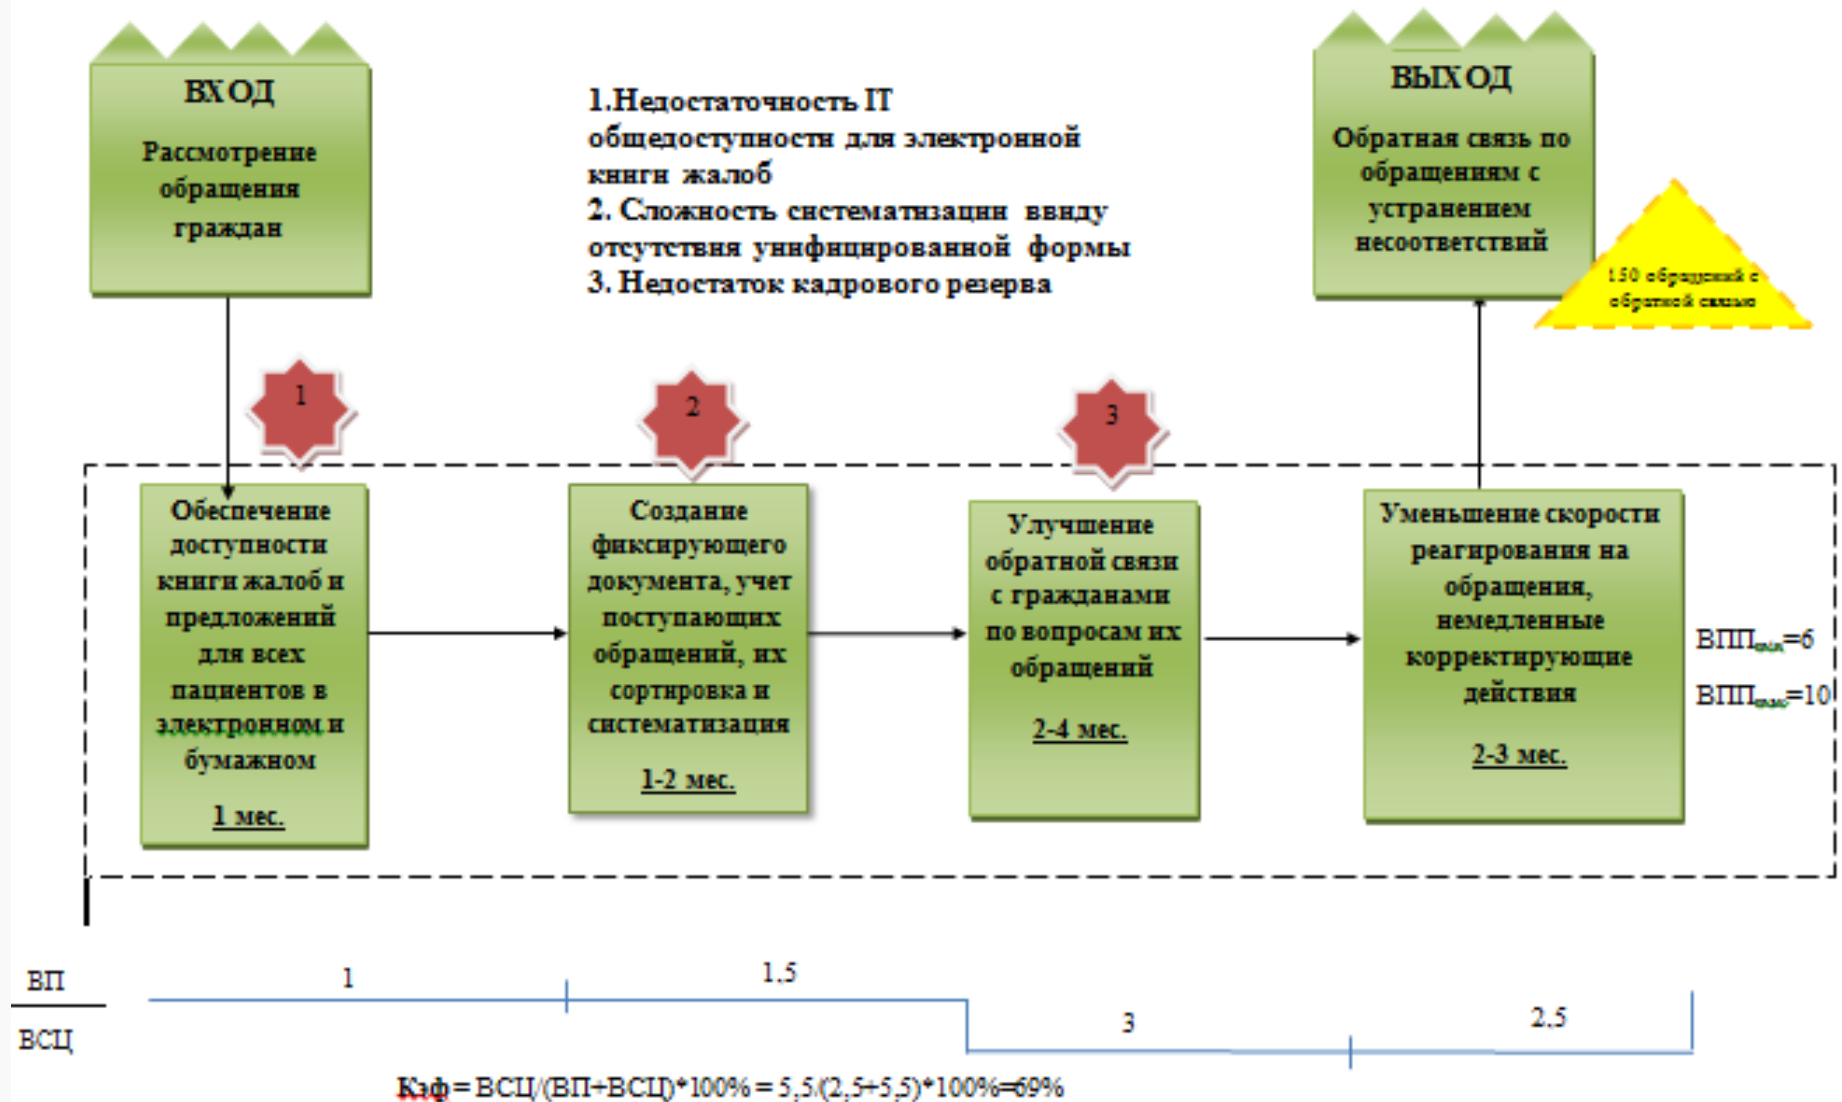 ВХОД
Рассмотрение
обращения
граждан
1.Недостаточность IT
общедоступности для электронной
книги жалоб
2. Сложность систематизации ввиду
отсутствия унифицированной формы
3. Недостаток кадрового резерва
ВЫХОД
Обратная связь по
обращениям с
устранением
несоответствий
150 обращений с
обратной связью
1
2
3
Обеспечение
доступности
книги жалоб и
предложений
для всех
пациентов в
электронном и
бумажном
1 мес.
Создание
фиксирующего
документа, учет
поступающих
обращений, их
сортировка и
систематизация
1-2 мес.
Улучшение
обратной связи
с гражданами
по вопросам их
обращений
2-4 мес.
Уменьшение скорости
реагирования на
обращения,
немедленные
корректирующие
действия
2-3 мес.
ВППmin=6
ВППмакс=10
ВП
ВСЦ
1
1,5
3
2,5
Кэф = ВСЦ/(ВП+ВСЦ)*100% = 5,5/(2,5+5,5)*100%=69%